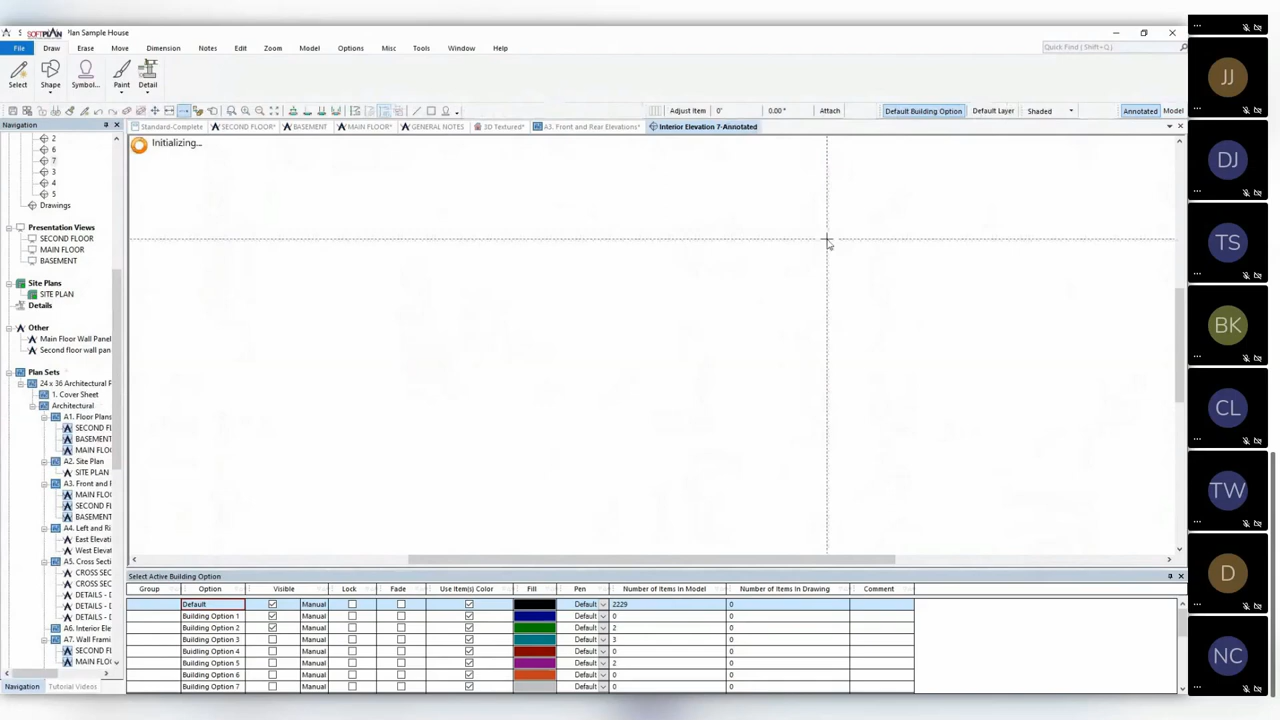 SOFTPLAN
Plan Sample House
File Draw Erase Move Dimension Notes Edit Zoom Model Options Misc Tools Window Help
Quick Find ( Shift+Q )
Select Shape Symbol... Paint Detail
Adjust Item 0" 0.00° Attach Default Building Option Default Layer Shaded Annotated Model
Navigation
Standard-Complete SECOND FLOOR* BASEMENT MAIN FLOOR* GENERAL NOTES 3D Textured* A3. Front and Rear Elevations* Interior Elevation 7-Annotated
Initializing...
2
6
7
3
4
5
Drawings
Presentation Views
SECOND FLOOR
MAIN FLOOR
BASEMENT
Site Plans
SITE PLAN
Details
Other
Main Floor Wall Panel
Second floor wall pan
Plan Sets
24 x 36 Architectural P
1. Cover Sheet
Architectural
A1. Floor Plans
SECOND FL
BASEMENT
MAIN FLO
A2. Site Plan
SITE PLAN
A3. Front and
MAIN FLOO
SECOND FL
BASEMENT
A4. Left and Ri
East Elevati
West Eleva
A5. Cross Sect
CROSS SEC
CROSS SEC
DETAILS - D
DETAILS - D
DETAILS - D
A6. Interior Ele
A7. Wall Frami
SECOND FL
MAIN FLOO
Navigation Tutorial Videos
Select Active Building Option
Group Option Visible Lock Fade Use Item(s) Color Fill Pen Number of Items In Model Number of Items In Drawing Comment
Default Manual Default 2229 0
Building Option 1 Manual Default 0 0
Building Option 2 Manual Default 2 0
Building Option 3 Manual Default 3 0
Building Option 4 Manual Default 0 0
Building Option 5 Manual Default 2 0
Building Option 6 Manual Default 0 0
Building Option 7 Manual Default 0 0
JJ
DJ
TS
BK
CL
TW
D
NC